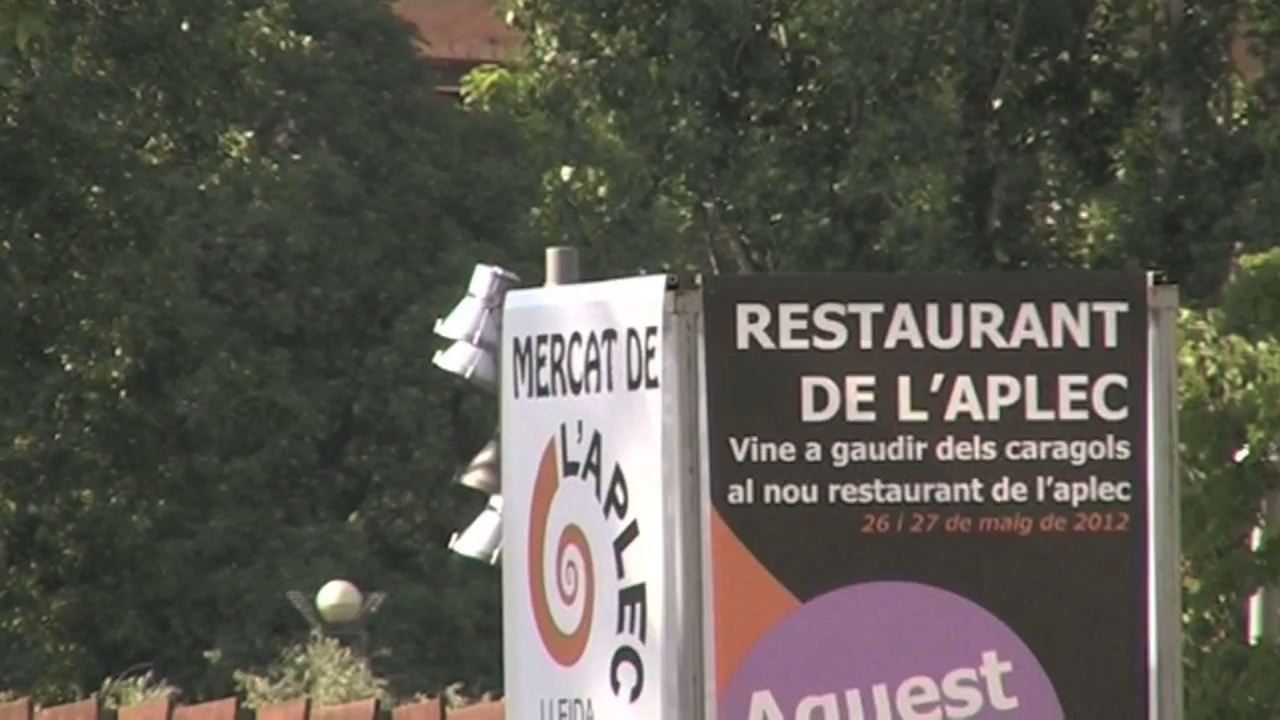 MERCAT DE
L'APLEC
LLEIDA
RESTAURANT
DE L'APLEC
Vine a gaudir dels caragols
al nou restaurant de l'aplec
26 i 27 de maig de 2012
Aquest